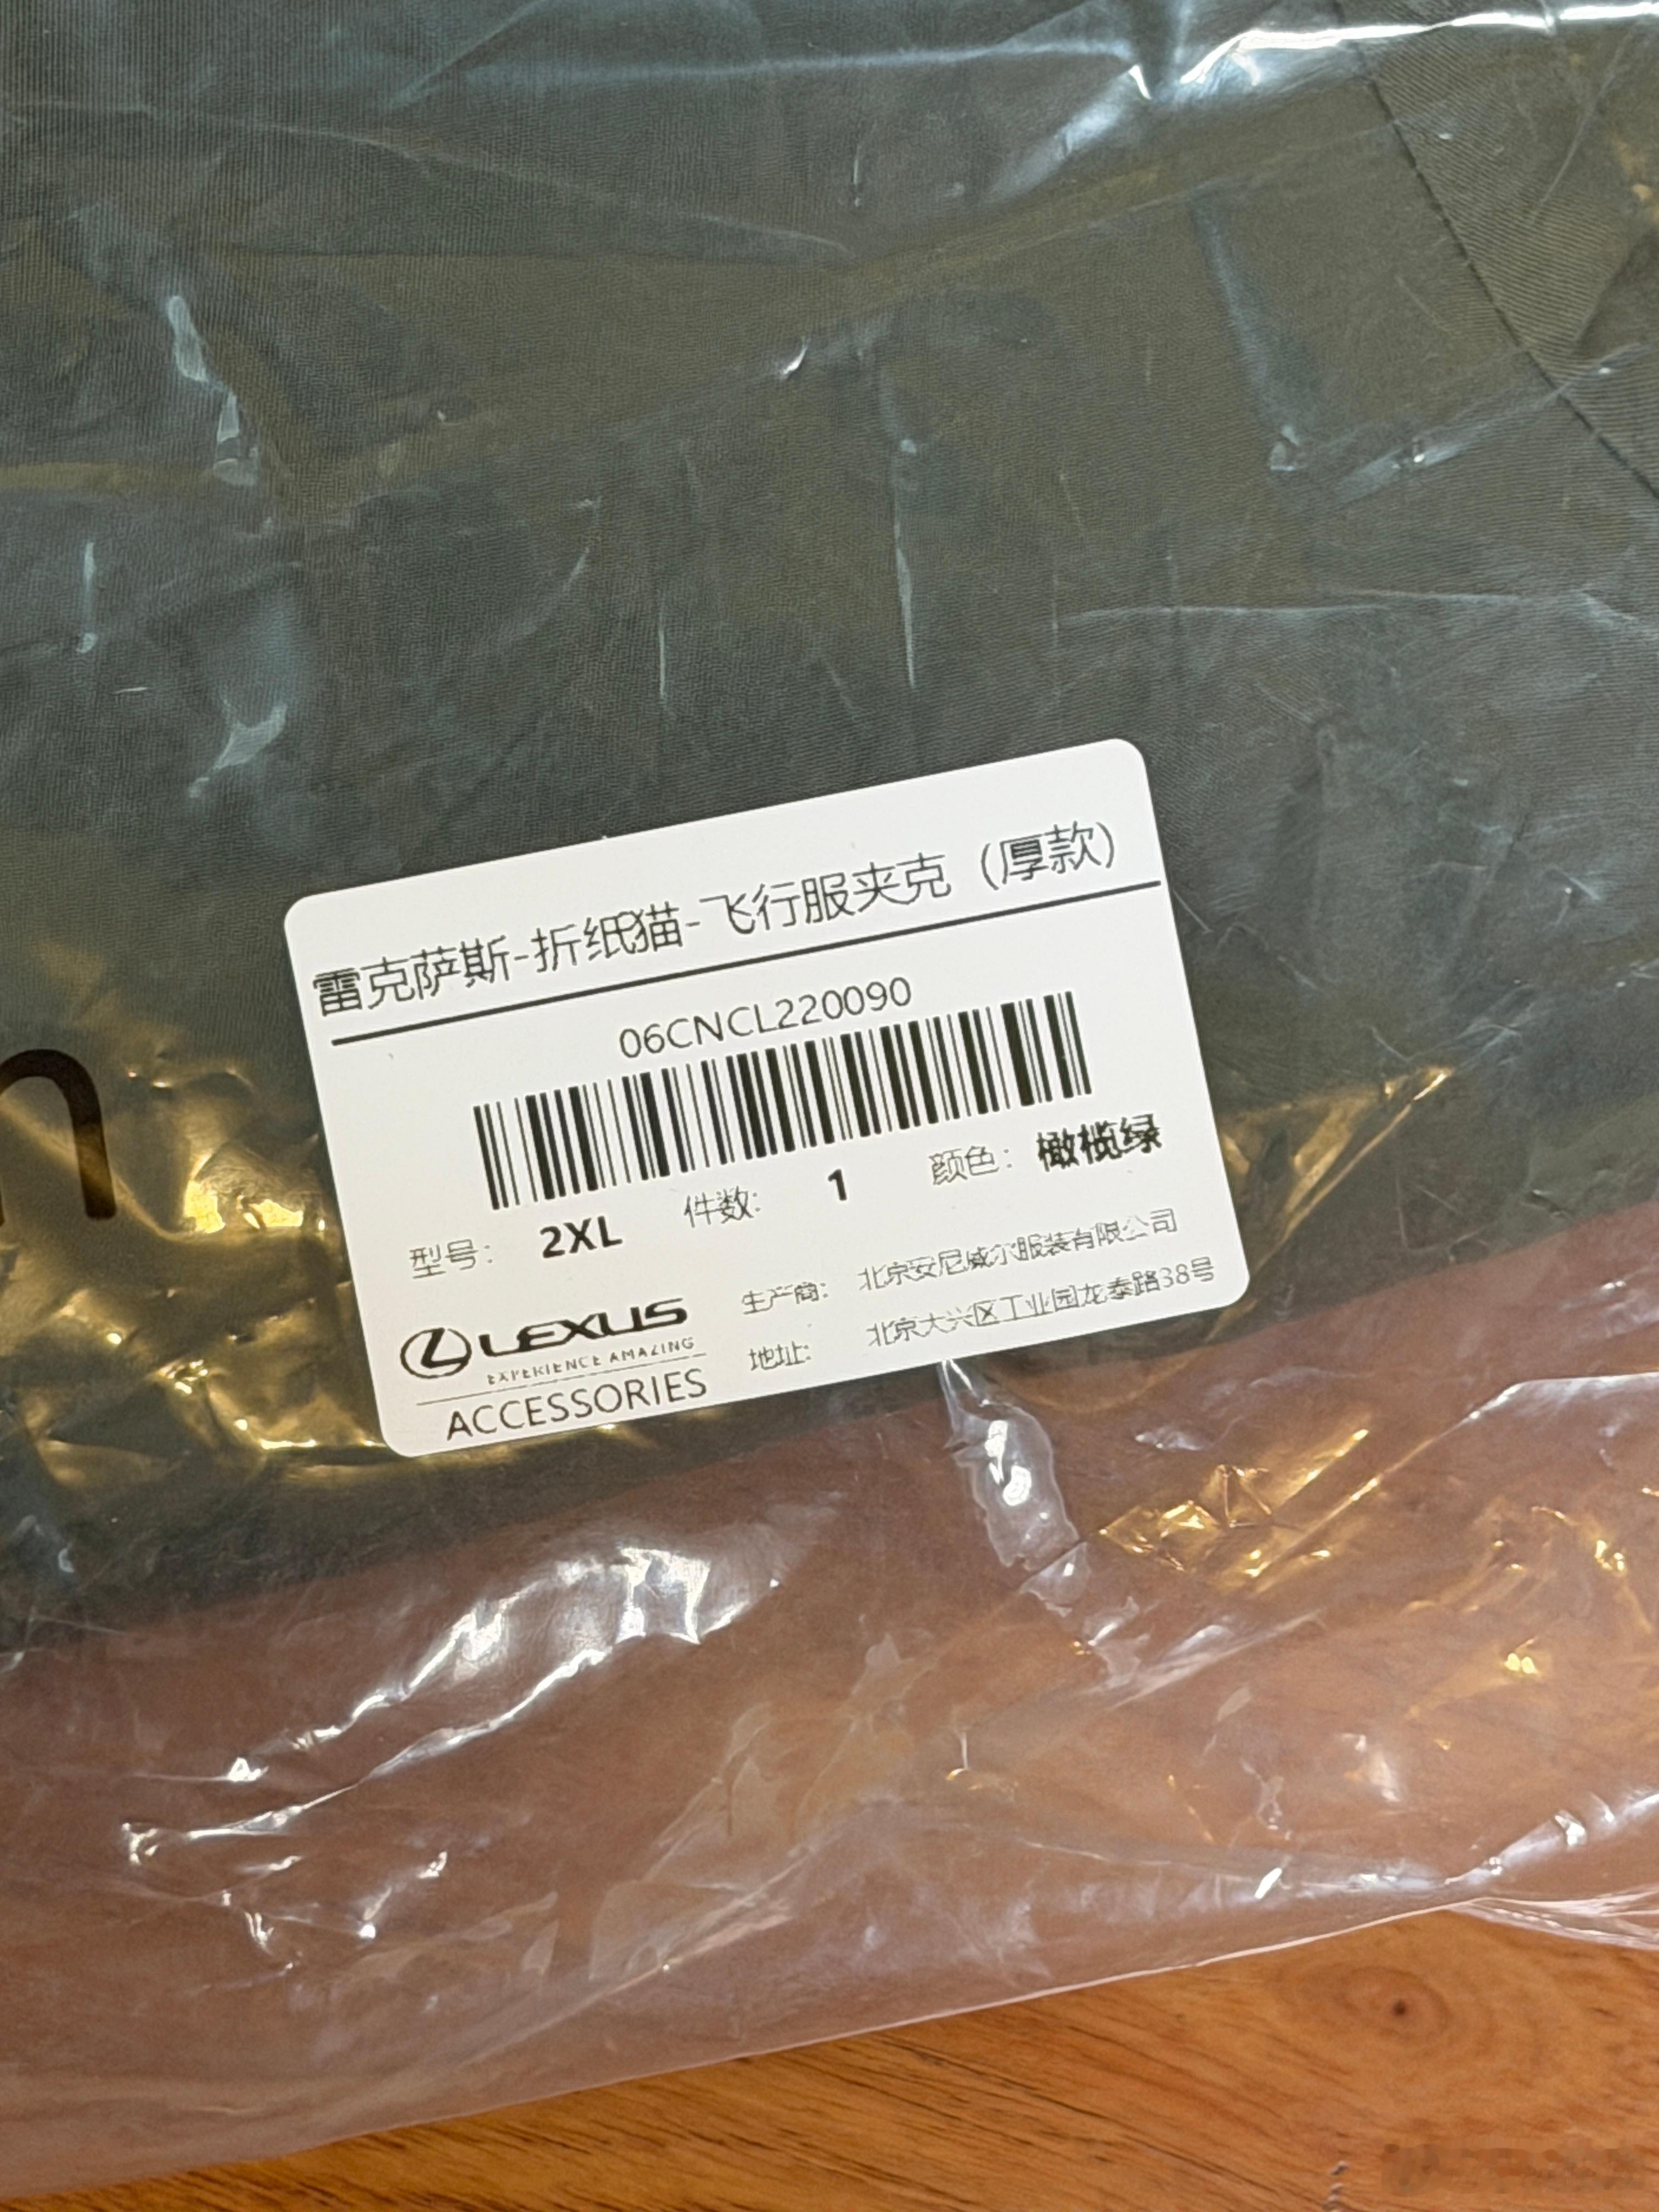 雷克萨斯-折纸猫-飞行服夹克（厚款）
06CNCL220090
型号： 2XL 件数： 1 颜色： 橄榄绿
LEXUS
EXPERIENCE AMAZING
ACCESSORIES
生产商： 北京安尼威尔服装有限公司
地址： 北京大兴区工业园龙泰路38号
n